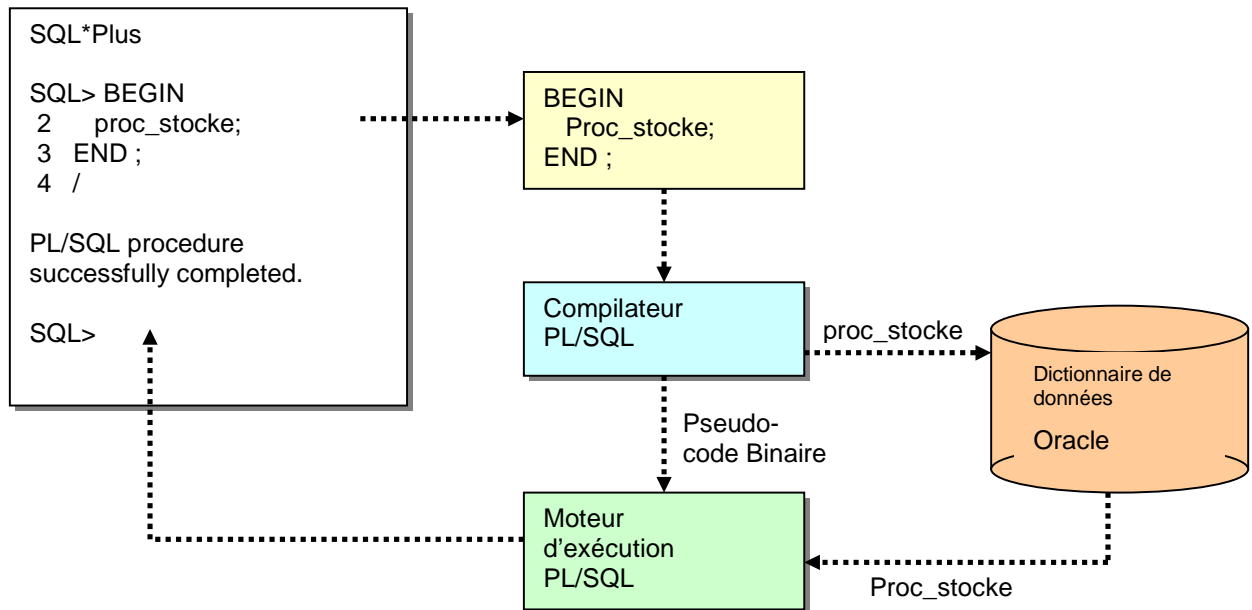 SQL*Plus
SQL> BEGIN
2 proc_stocke;
3 END ;
4 /
PL/SQL procedure
successfully completed.
SQL>
BEGIN
Proc_stocke;
END ;
Compilateur
PL/SQL
proc_stocke
Dictionnaire de
données
Oracle
Pseudo-
code Binaire
Moteur
d'exécution
PL/SQL
Proc_stocke